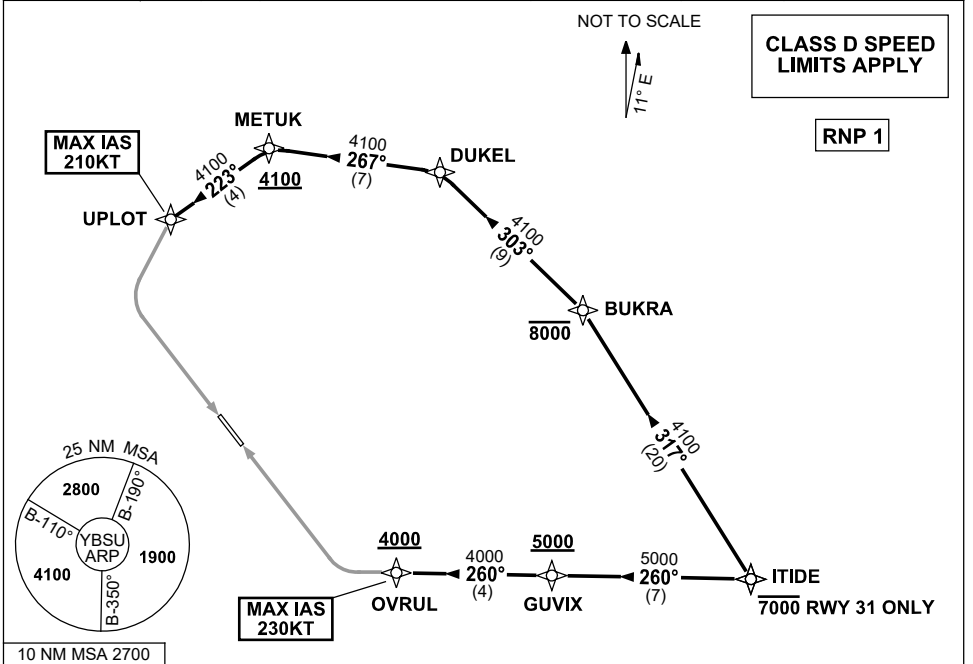 NOT TO SCALE
11° E
CLASS D SPEED
LIMITS APPLY
RNP 1
METUK
4100
MAX IAS
210KT
4100
223°
(4)
4100
267°
(7)
DUKEL
UPLOT
4100
303°
(9)
BUKRA
8000
4100
317°
(20)
25 NM MSA
2800
B-190°
B-110°
YBSU
ARP
1900
4100
B-350°
10 NM MSA 2700
4000
4000
260°
(4)
5000
5000
260°
(7)
ITIDE
OVRUL
GUVIX
7000 RWY 31 ONLY
MAX IAS
230KT